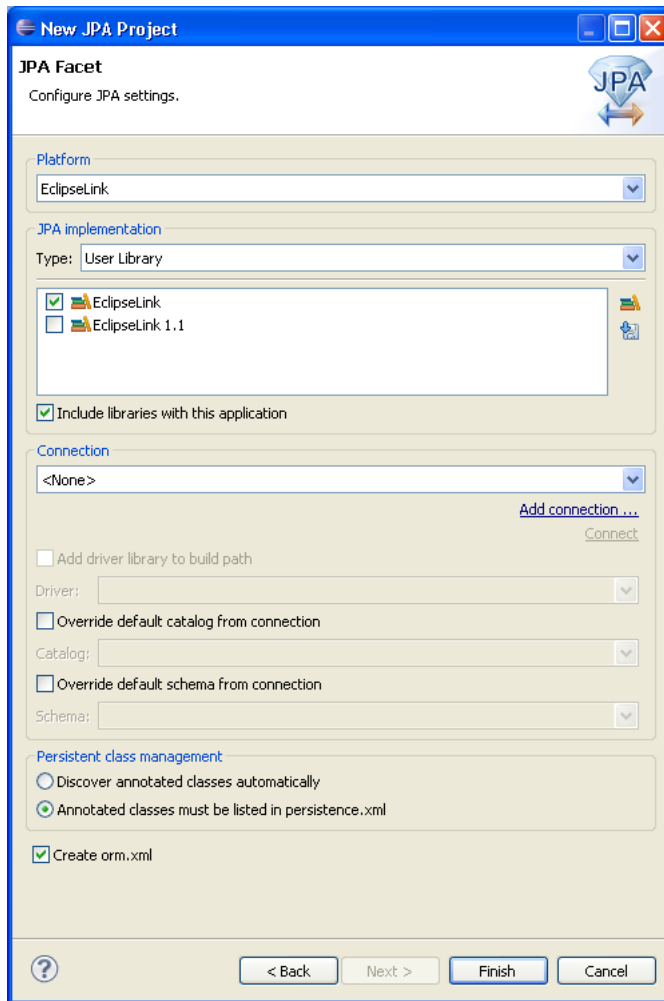 New JPA Project
JPA Facet
Configure JPA settings.
JPA
Platform
EclipseLink
JPA implementation
Type: User Library
EclipseLink
EclipseLink 1.1
Include libraries with this application
Connection
<None>
Add connection ...
Connect
Add driver library to build path
Driver:
Override default catalog from connection
Catalog:
Override default schema from connection
Schema:
Persistent class management
Discover annotated classes automatically
Annotated classes must be listed in persistence.xml
Create orm.xml
? < Back Next > Finish Cancel